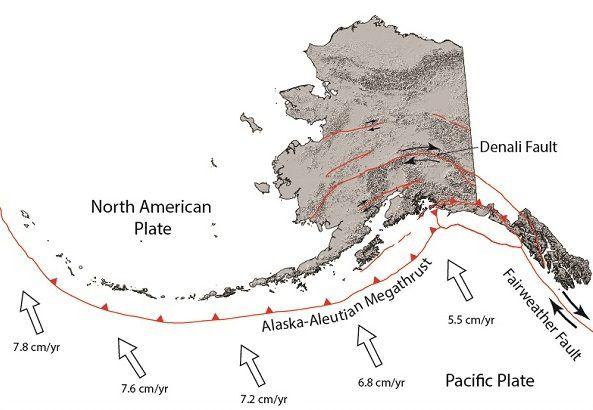 Denali Fault
North American
Plate
Alaska-Aleutian Megathrust
Fairweather Fault
7.8 cm/yr
7.6 cm/yr
7.2 cm/yr
6.8 cm/yr
5.5 cm/yr
Pacific Plate